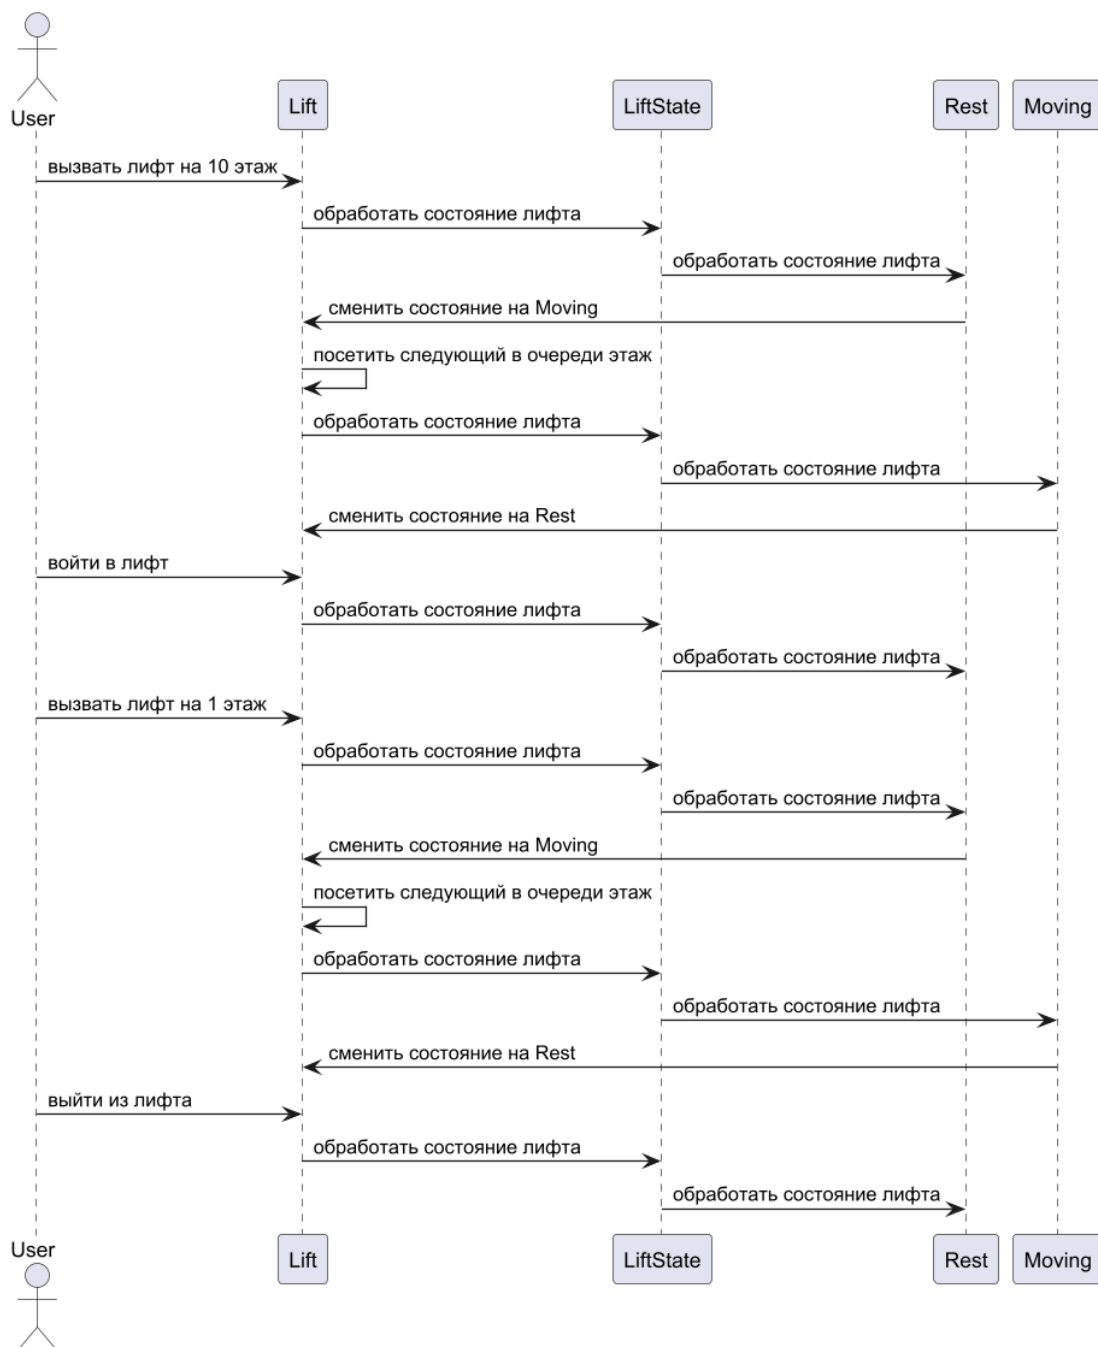 User
Lift
LiftState
Rest
Moving
вызвать лифт на 10 этаж
обработать состояние лифта
обработать состояние лифта
сменить состояние на Moving
посетить следующий в очереди этаж
обработать состояние лифта
обработать состояние лифта
сменить состояние на Rest
войти в лифт
обработать состояние лифта
обработать состояние лифта
вызвать лифт на 1 этаж
обработать состояние лифта
обработать состояние лифта
сменить состояние на Moving
посетить следующий в очереди этаж
обработать состояние лифта
обработать состояние лифта
сменить состояние на Rest
выйти из лифта
обработать состояние лифта
обработать состояние лифта
User
Lift
LiftState
Rest
Moving